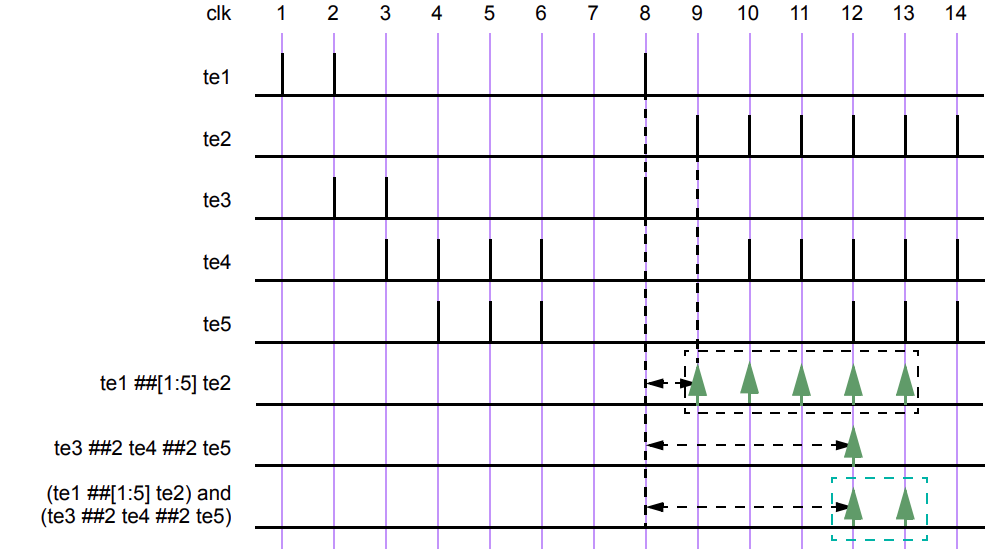 clk 1 2 3 4 5 6 7 8 9 10 11 12 13 14
te1
te2
te3
te4
te5
te1 ##[1:5] te2
te3 ##2 te4 ##2 te5
(te1 ##[1:5] te2) and
(te3 ##2 te4 ##2 te5)